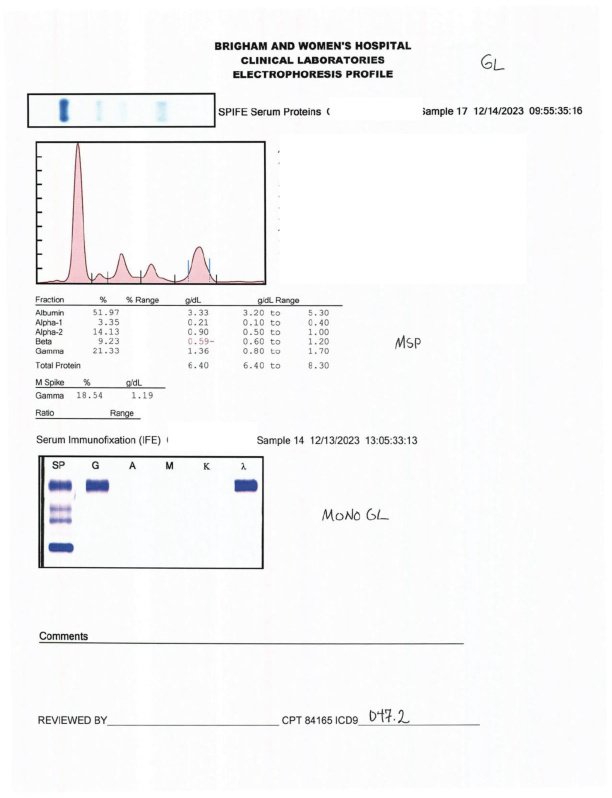 BRIGHAM AND WOMEN'S HOSPITAL
CLINICAL LABORATORIES
ELECTROPHORESIS PROFILE
GL
SPIFE Serum Proteins ( Sample 17 12/14/2023 09:55:35:16
Fraction % % Range g/dL g/dL Range
Albumin 51.97 3.33 3.20 to 5.30
Alpha-1 3.35 0.21 0.10 to 0.40
Alpha-2 14.13 0.90 0.50 to 1.00
Beta 9.23 0.59- 0.60 to 1.20
Gamma 21.33 1.36 0.80 to 1.70
MSP
Total Protein 6.40 6.40 to 8.30
M Spike % g/dL
Gamma 18.54 1.19
Ratio Range
Serum Immunofixation (IFE) ( Sample 14 12/13/2023 13:05:33:13
SP G A M K λ
MONO GL
Comments
REVIEWED BY CPT 84165 ICD9 D47.2